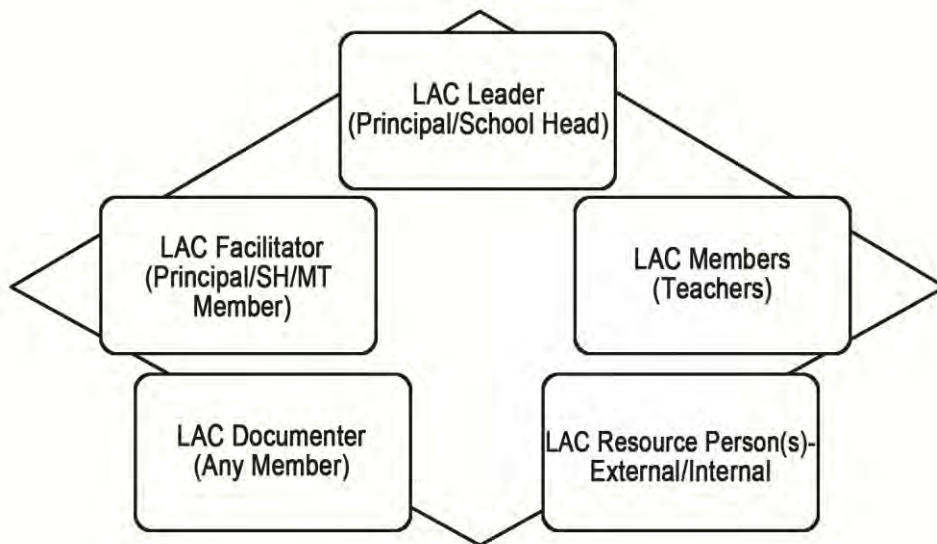 LAC Leader
(Principal/School Head)
LAC Facilitator
(Principal/SH/MT
Member)
LAC Members
(Teachers)
LAC Documenter
(Any Member)
LAC Resource Person(s)-
External/Internal